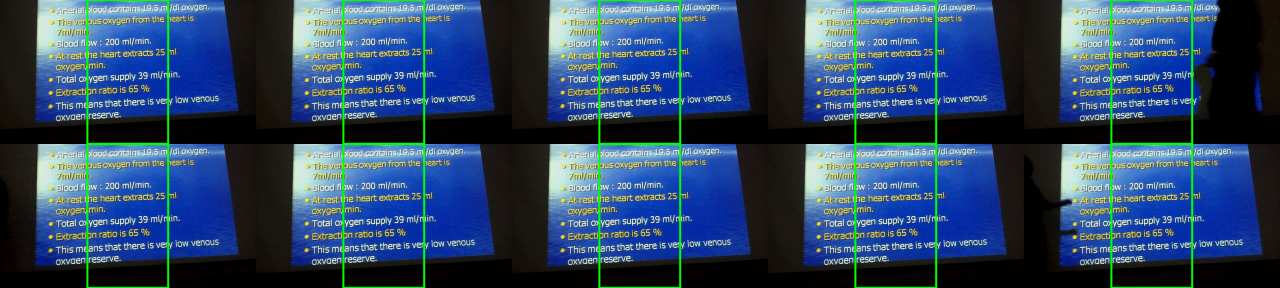 Arterial blood contains 19.5 ml/dl oxygen.
The venous oxygen from the heart is
7ml/min.
Blood flow : 200 ml/min.
At rest the heart extracts 25 ml
oxygen/min.
Total oxygen supply 39 ml/min.
Extraction ratio is 65 %
This means that there is very low venous
oxygen reserve.